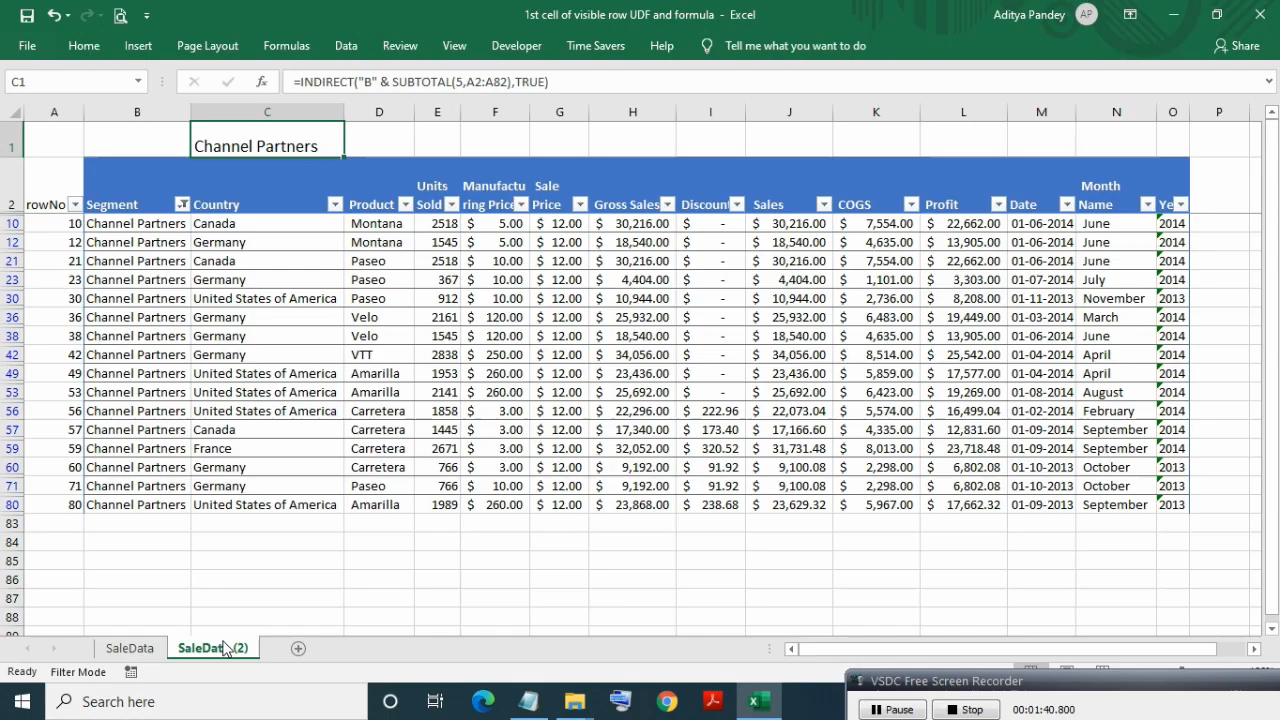 1st cell of visible row UDF and formula - Excel
Aditya Pandey AP
File Home Insert Page Layout Formulas Data Review View Developer Time Savers Help Tell me what you want to do Share
C1 fx =INDIRECT("B" & SUBTOTAL(5,A2:A82),TRUE)
A B C D E F G H I J K L M N O P
1 Channel Partners
Units Manufactu Sale Month
2 rowNo Segment Country Product Sold ring Price Price Gross Sales Discount Sales COGS Profit Date Name Ye
10 10 Channel Partners Canada Montana 2518 $ 5.00 $ 12.00 $ 30,216.00 $ - $ 30,216.00 $ 7,554.00 $ 22,662.00 01-06-2014 June 2014
12 12 Channel Partners Germany Montana 1545 $ 5.00 $ 12.00 $ 18,540.00 $ - $ 18,540.00 $ 4,635.00 $ 13,905.00 01-06-2014 June 2014
21 21 Channel Partners Canada Paseo 2518 $ 10.00 $ 12.00 $ 30,216.00 $ - $ 30,216.00 $ 7,554.00 $ 22,662.00 01-06-2014 June 2014
23 23 Channel Partners Germany Paseo 367 $ 10.00 $ 12.00 $ 4,404.00 $ - $ 4,404.00 $ 1,101.00 $ 3,303.00 01-07-2014 July 2014
30 30 Channel Partners United States of America Paseo 912 $ 10.00 $ 12.00 $ 10,944.00 $ - $ 10,944.00 $ 2,736.00 $ 8,208.00 01-11-2013 November 2013
36 36 Channel Partners Germany Velo 2161 $ 120.00 $ 12.00 $ 25,932.00 $ - $ 25,932.00 $ 6,483.00 $ 19,449.00 01-03-2014 March 2014
38 38 Channel Partners Germany Velo 1545 $ 120.00 $ 12.00 $ 18,540.00 $ - $ 18,540.00 $ 4,635.00 $ 13,905.00 01-06-2014 June 2014
42 42 Channel Partners Germany VTT 2838 $ 250.00 $ 12.00 $ 34,056.00 $ - $ 34,056.00 $ 8,514.00 $ 25,542.00 01-04-2014 April 2014
49 49 Channel Partners United States of America Amarilla 1953 $ 260.00 $ 12.00 $ 23,436.00 $ - $ 23,436.00 $ 5,859.00 $ 17,577.00 01-04-2014 April 2014
53 53 Channel Partners United States of America Amarilla 2141 $ 260.00 $ 12.00 $ 25,692.00 $ - $ 25,692.00 $ 6,423.00 $ 19,269.00 01-08-2014 August 2014
56 56 Channel Partners United States of America Carretera 1858 $ 3.00 $ 12.00 $ 22,296.00 $ 222.96 $ 22,073.04 $ 5,574.00 $ 16,499.04 01-02-2014 February 2014
57 57 Channel Partners Canada Carretera 1445 $ 3.00 $ 12.00 $ 17,340.00 $ 173.40 $ 17,166.60 $ 4,335.00 $ 12,831.60 01-09-2014 September 2014
59 59 Channel Partners France Carretera 2671 $ 3.00 $ 12.00 $ 32,052.00 $ 320.52 $ 31,731.48 $ 8,013.00 $ 23,718.48 01-09-2014 September 2014
60 60 Channel Partners Germany Carretera 766 $ 3.00 $ 12.00 $ 9,192.00 $ 91.92 $ 9,100.08 $ 2,298.00 $ 6,802.08 01-10-2013 October 2013
71 71 Channel Partners Germany Paseo 766 $ 10.00 $ 12.00 $ 9,192.00 $ 91.92 $ 9,100.08 $ 2,298.00 $ 6,802.08 01-10-2013 October 2013
80 80 Channel Partners United States of America Amarilla 1989 $ 260.00 $ 12.00 $ 23,868.00 $ 238.68 $ 23,629.32 $ 5,967.00 $ 17,662.32 01-09-2013 September 2013
83
84
85
86
87
88
SaleData SaleData (2)
Ready Filter Mode
VSDC Free Screen Recorder
Type here
Pause Stop 00:01:40.800